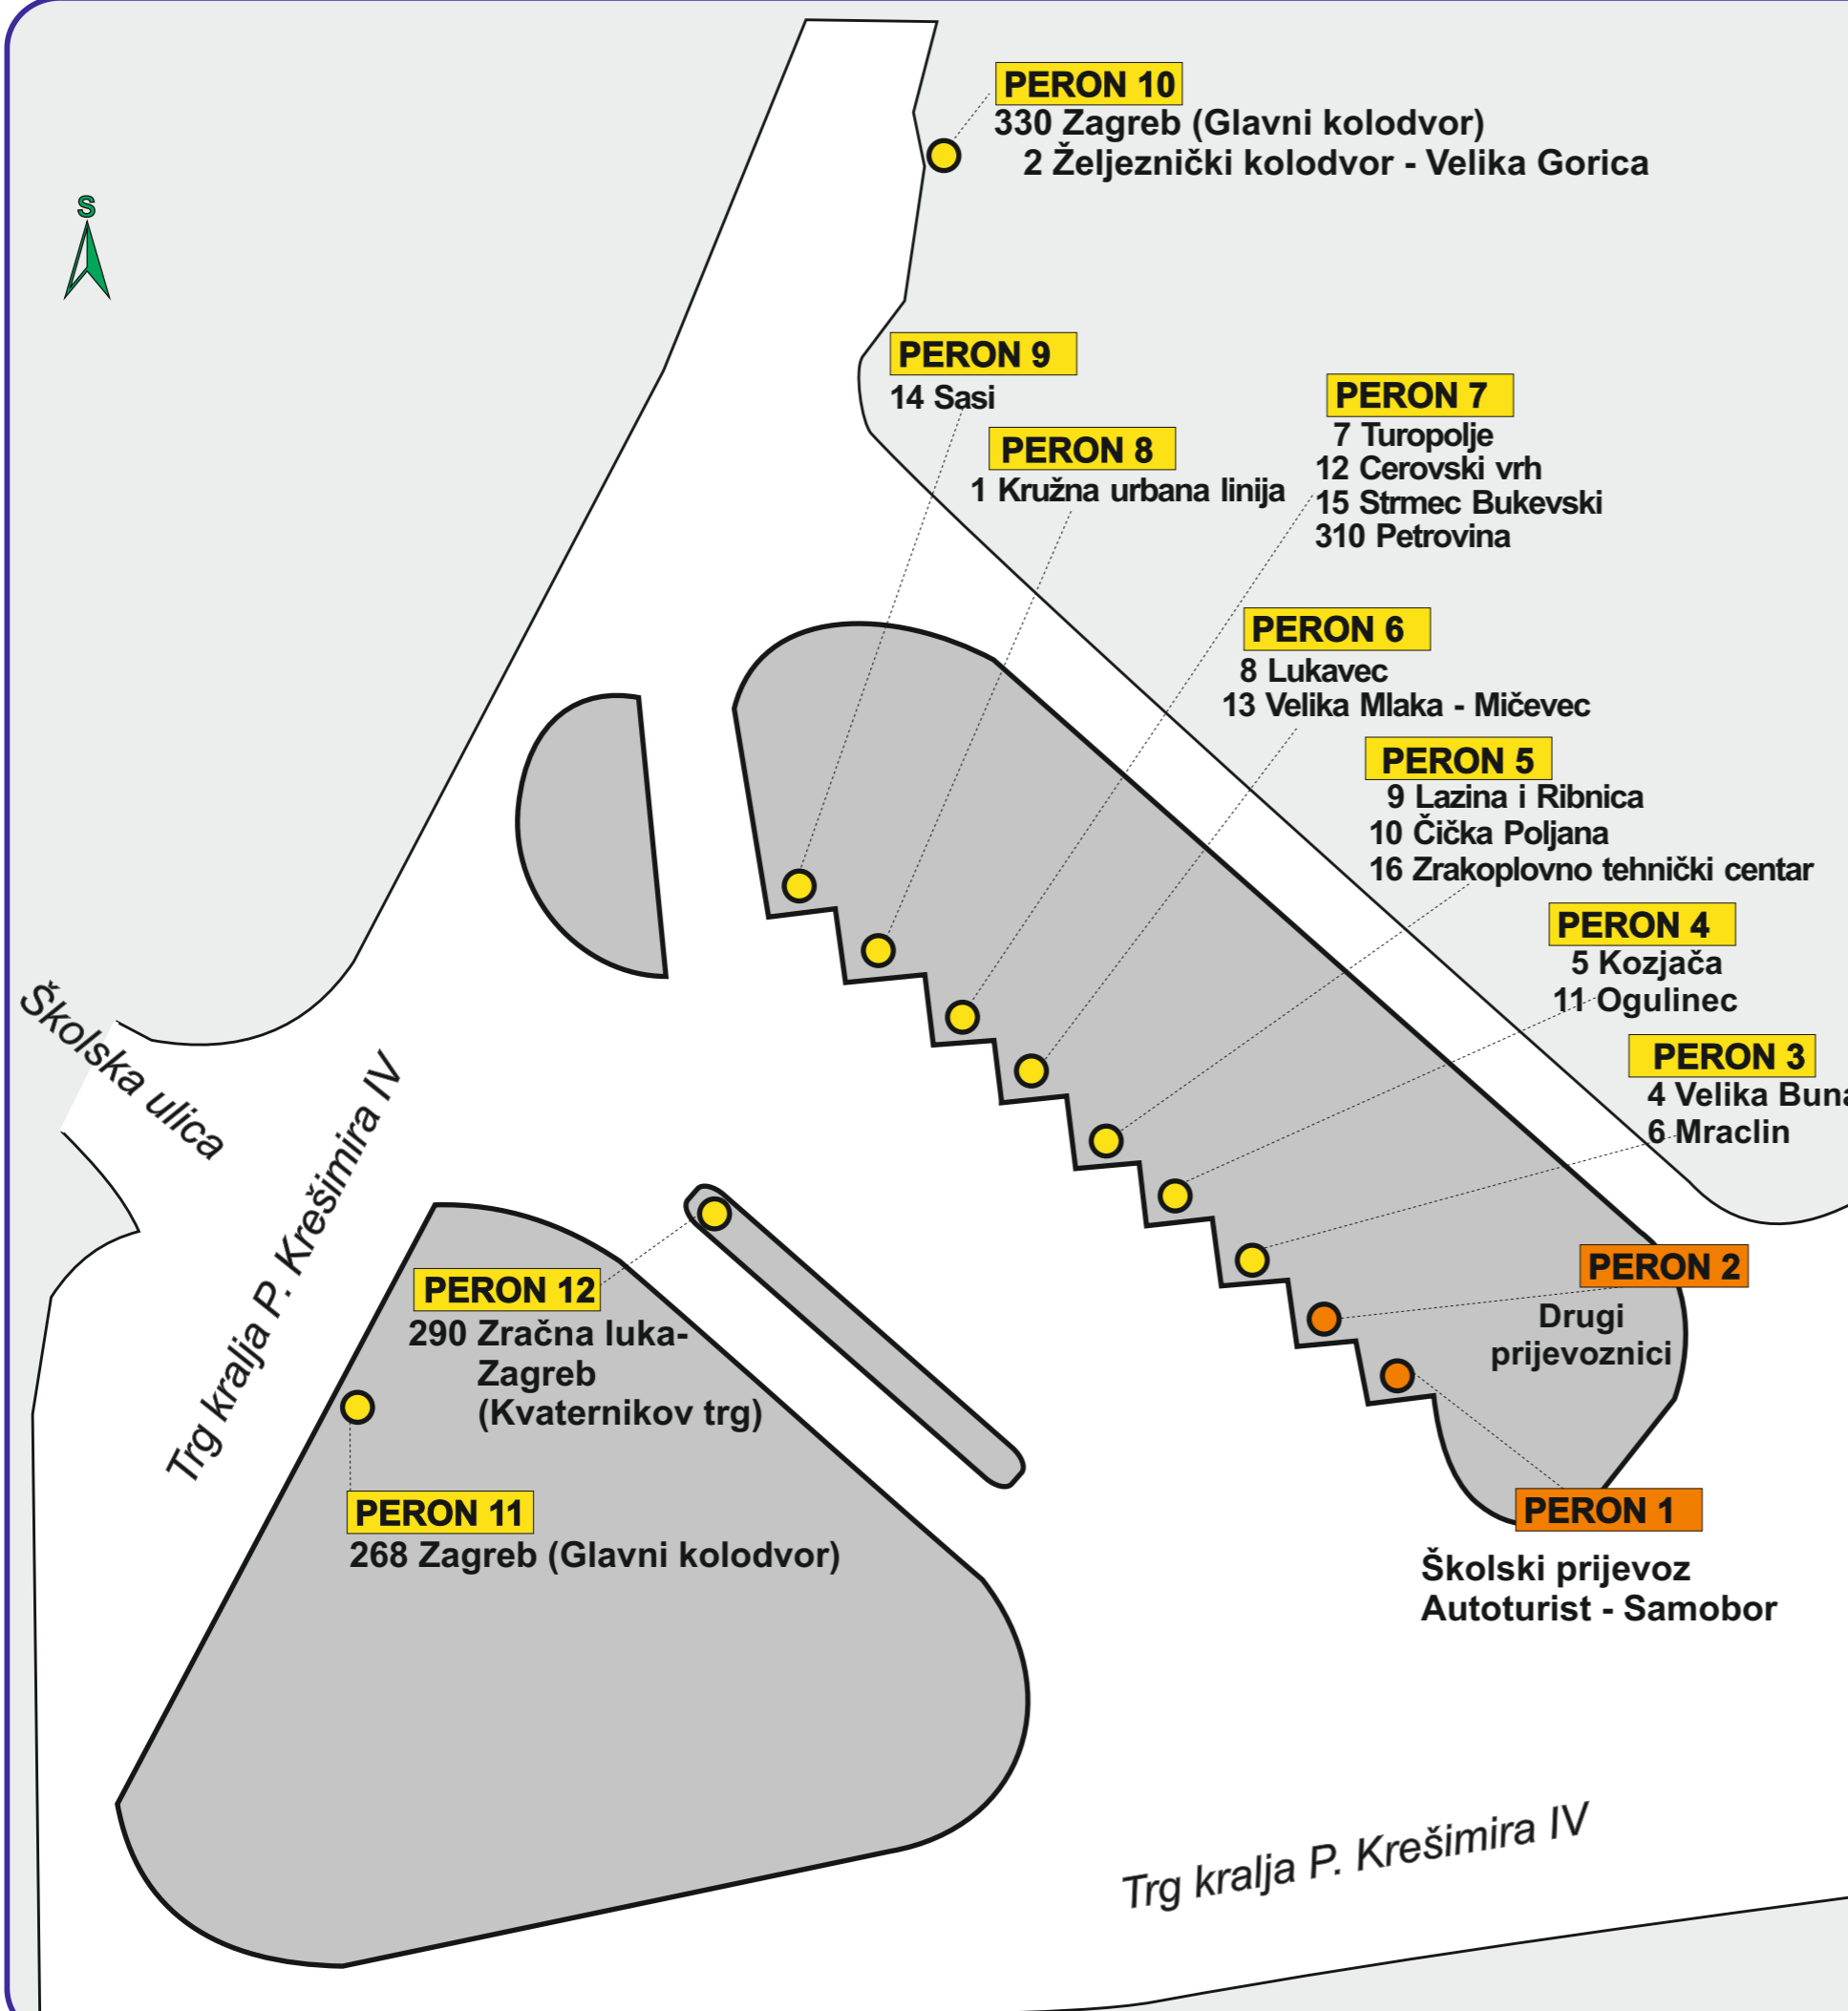 PERON 10
330 Zagreb (Glavni kolodvor)
2 Željeznički kolodvor - Velika Gorica
S
PERON 9
14 Sasi
PERON 8
1 Kružna urbana linija
PERON 7
7 Turopolje
12 Cerovski vrh
15 Strmec Bukevski
310 Petrovina
PERON 6
8 Lukavec
13 Velika Mlaka - Mičevec
PERON 5
9 Lazina i Ribnica
10 Čička Poljana
16 Zrakoplovno tehnički centar
PERON 4
5 Kozjača
11 Ogulinec
PERON 3
4 Velika Buna
6 Mraclin
Školska ulica
Trg kralja P. Krešimira IV
PERON 2
Drugi
prijevoznici
PERON 12
290 Zračna luka-
Zagreb
(Kvaternikov trg)
PERON 11
268 Zagreb (Glavni kolodvor)
PERON 1
Školski prijevoz
Autoturist - Samobor
Trg kralja P. Krešimira IV